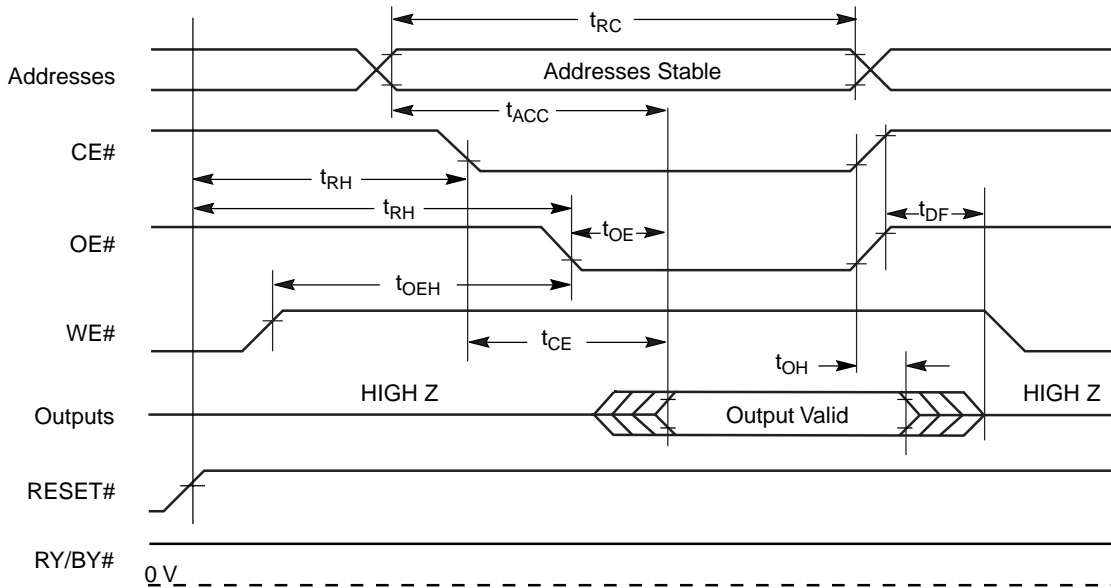 tRC
Addresses
Addresses Stable
tACC
CE#
tRH
tRH
tDF
tOE
OE#
tOEH
WE#
tCE
tOH
HIGH Z
HIGH Z
Outputs
Output Valid
RESET#
RY/BY#
0 V